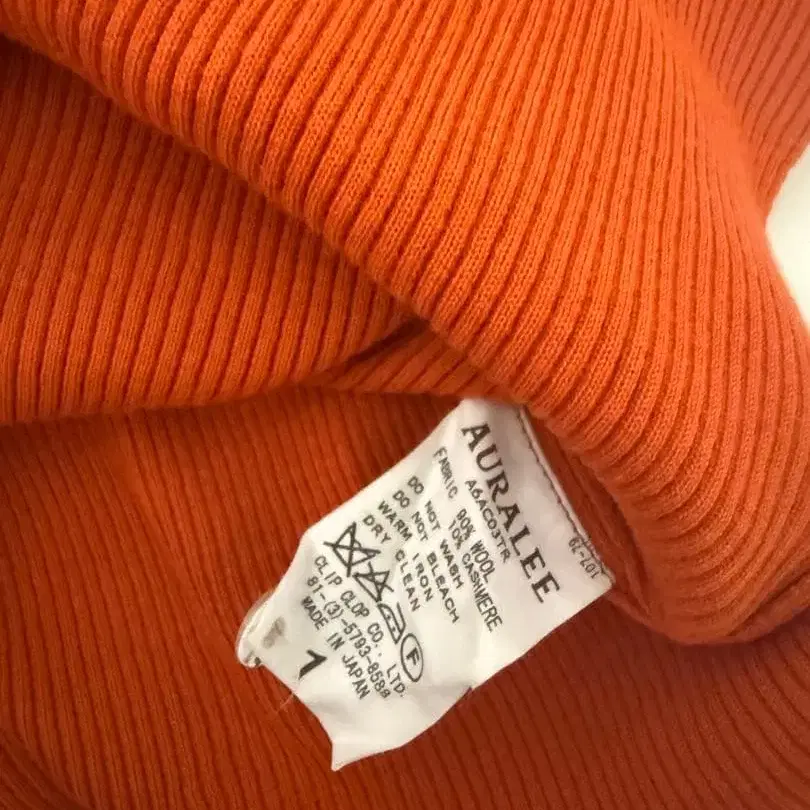 AURALEE
A6AC03TR
FABRIC 90% WOOL
10% CASHMERE
DO NOT WASH
DO NOT BLEACH
WARM IRON
DRY CLEAN
F
CLIP CLOP CO., LTD.
81-(3)-5793-8588
MADE IN JAPAN
1